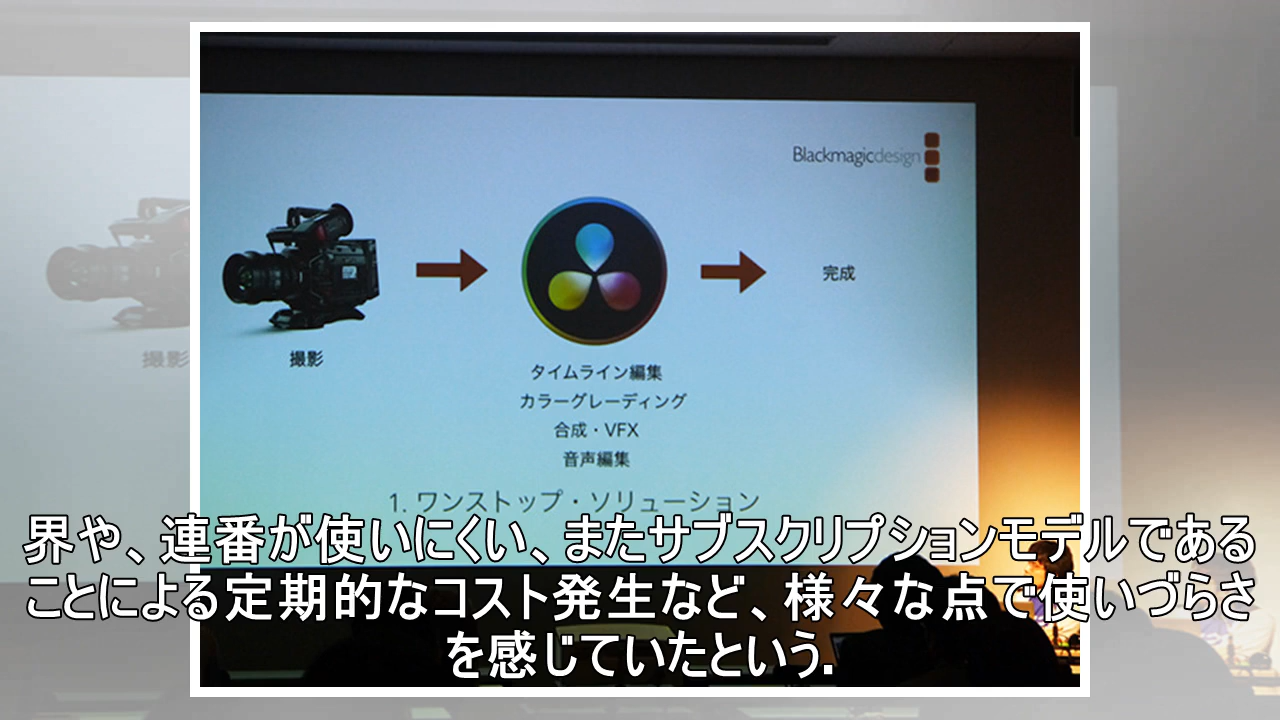 Blackmagicdesign
完成
撮影
撮影
タイムライン編集
カラーグレーディング
合成・VFX
音声編集
1. ワンストップ・ソリューション
界や、連番が使いにくい、またサブスクリプションモデルである
ことによる定期的なコスト発生など、様々な点で使いづらさ
を感じていたという.